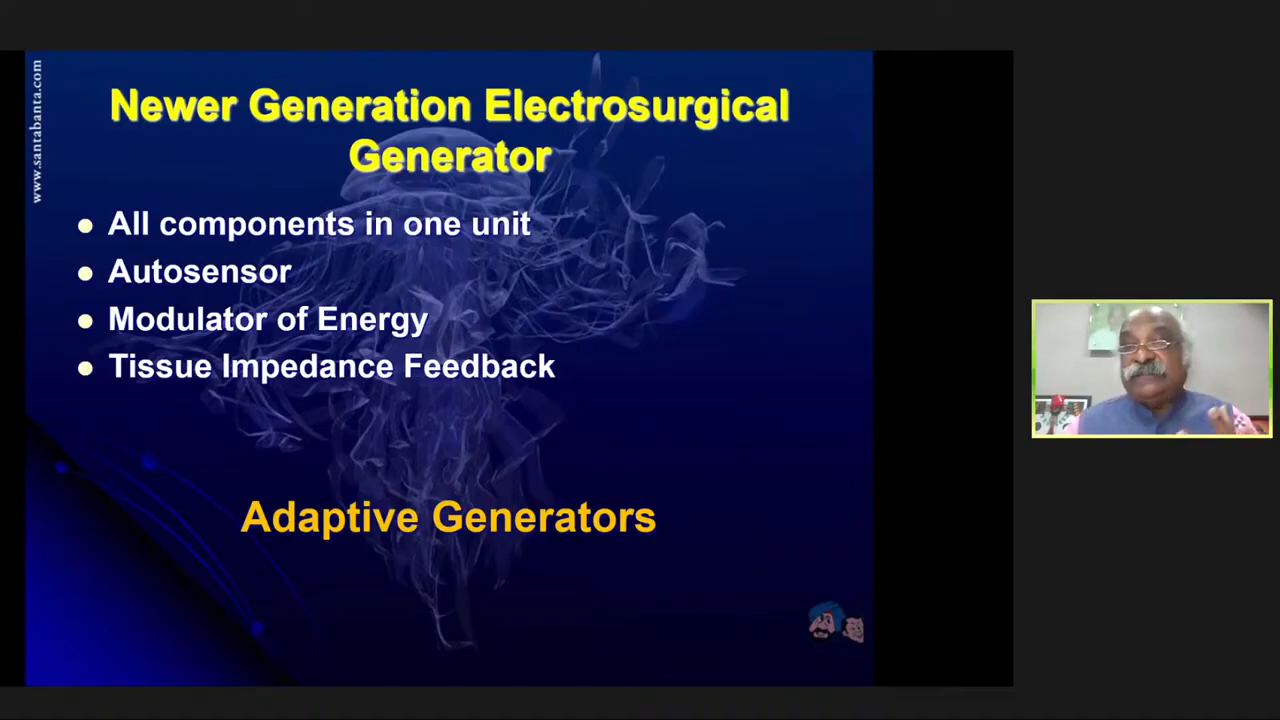 www.santabanta.com
Newer Generation Electrosurgical
Generator
All components in one unit
Autosensor
Modulator of Energy
Tissue Impedance Feedback
Adaptive Generators